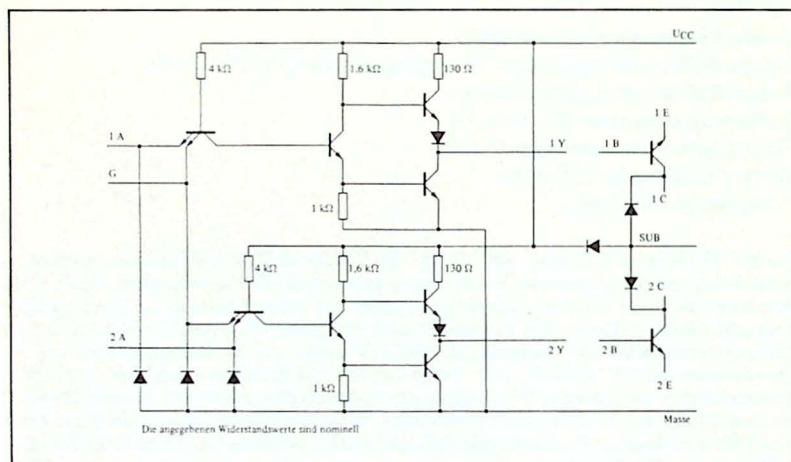 UCC
4 kΩ
1,6 kΩ
130 Ω
1 E
1 A
1 Y
1 B
G
1 kΩ
1 C
SUB
4 kΩ
1,6 kΩ
130 Ω
2 C
2 A
2 Y
2 B
1 kΩ
2 E
Masse
Die angegebenen Widerstandswerte sind nominell